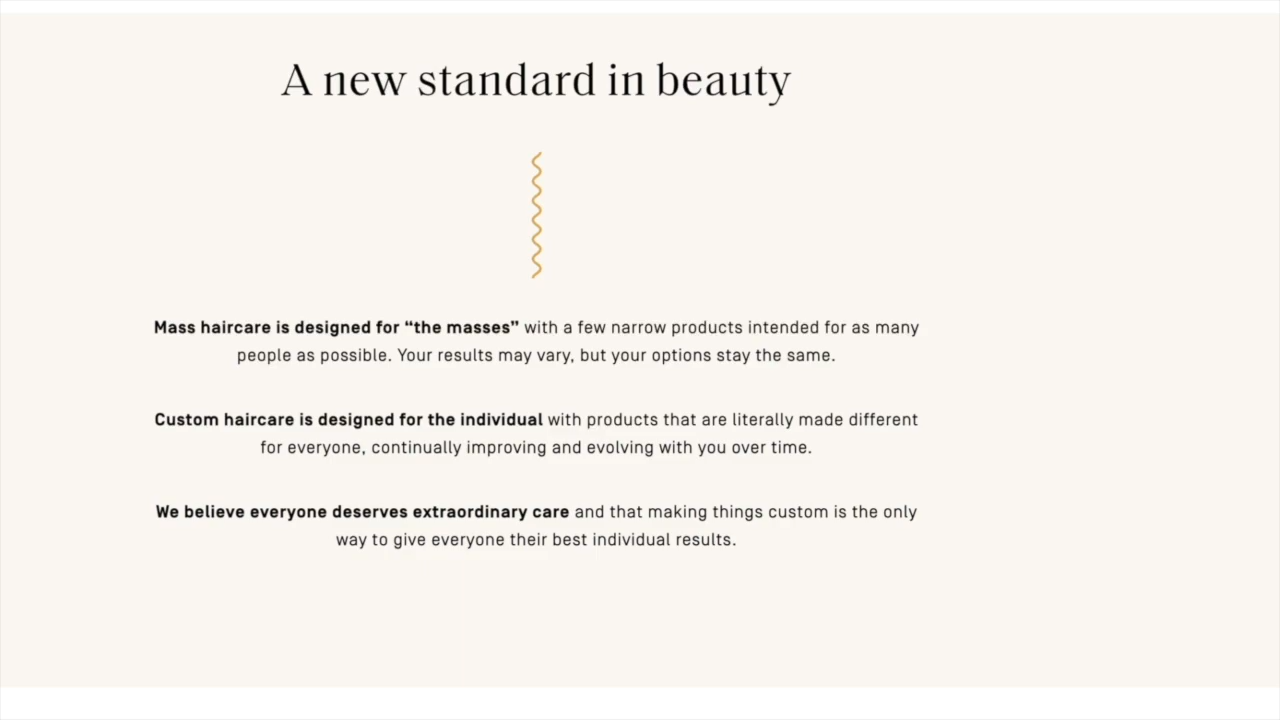 A new standard in beauty
Mass haircare is designed for “the masses” with a few narrow products intended for as many
people as possible. Your results may vary, but your options stay the same.
Custom haircare is designed for the individual with products that are literally made different
for everyone, continually improving and evolving with you over time.
We believe everyone deserves extraordinary care and that making things custom is the only
way to give everyone their best individual results.